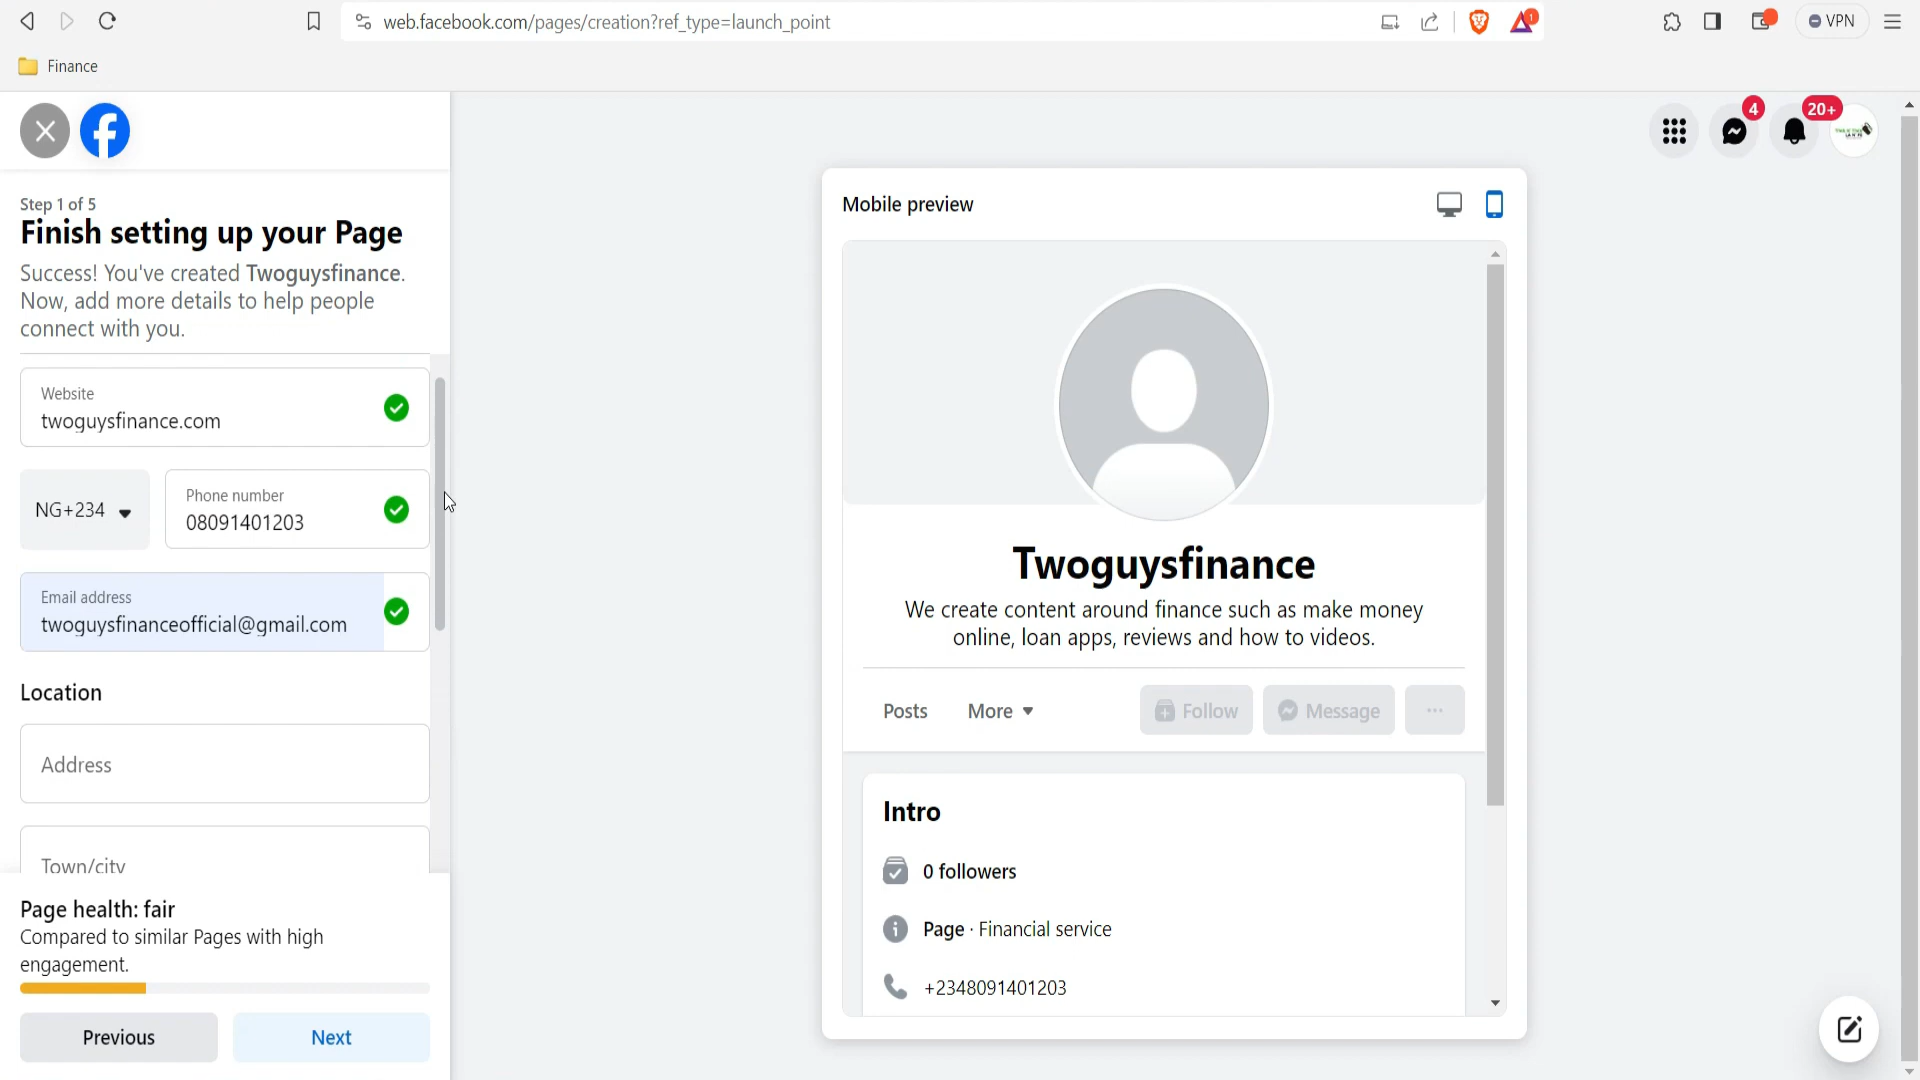 web.facebook.com/pages/creation?ref_type=launch_point
1
VPN
Finance
4
20+
Step 1 of 5
Finish setting up your Page
Success! You've created Twoguysfinance.
Now, add more details to help people
connect with you.
Website
twoguysfinance.com
NG+234
Phone number
08091401203
Email address
twoguysfinanceofficial@gmail.com
Location
Address
Town/city
Page health: fair
Compared to similar Pages with high
engagement.
Previous
Next
Mobile preview
Twoguysfinance
We create content around finance such as make money
online, loan apps, reviews and how to videos.
Posts
More
Follow
Message
Intro
0 followers
Page · Financial service
+2348091401203